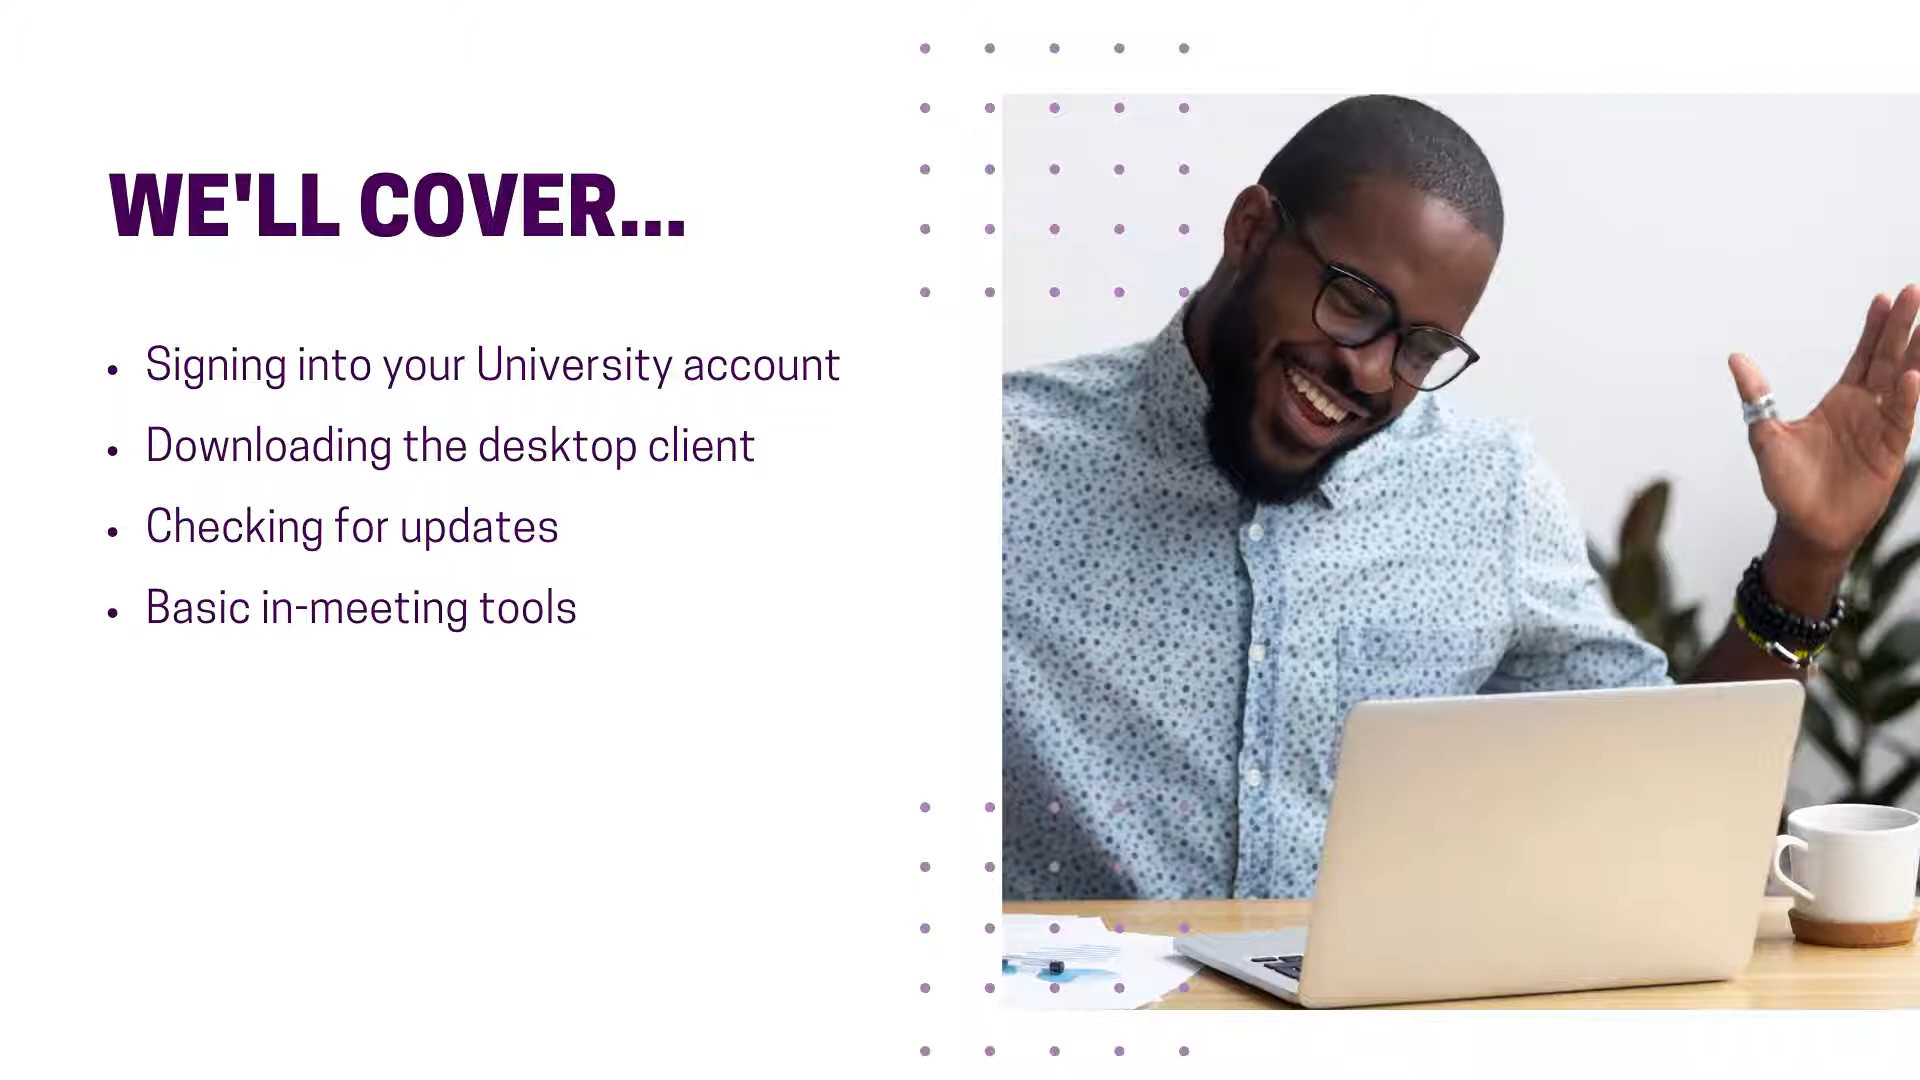 WE'LL COVER...
• Signing into your University account
• Downloading the desktop client
• Checking for updates
• Basic in-meeting tools